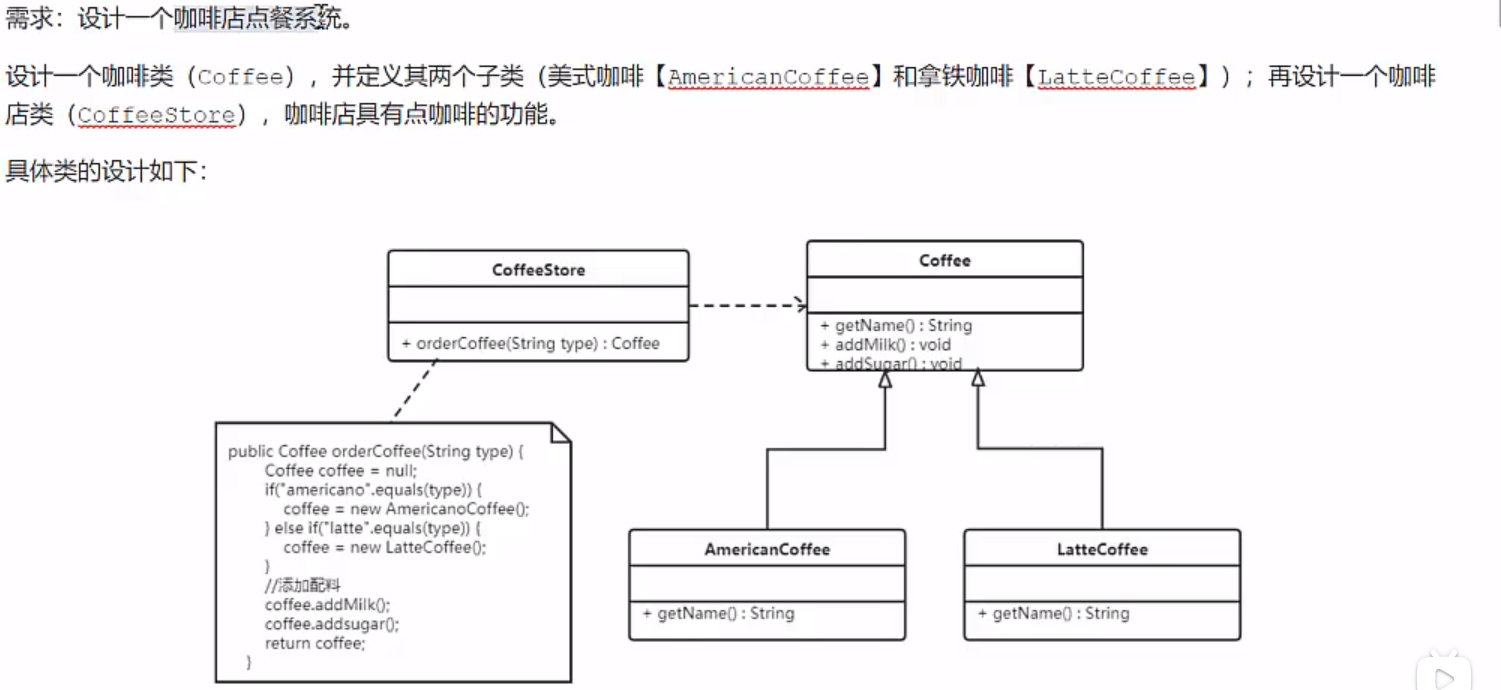 需求：设计一个咖啡店点餐系统。
设计一个咖啡类（Coffee），并定义其两个子类（美式咖啡【AmericanCoffee】和拿铁咖啡【LatteCoffee】）；再设计一个咖啡
店类（CoffeeStore），咖啡店具有点咖啡的功能。
具体类的设计如下：
CoffeeStore
+ orderCoffee(String type) : Coffee
Coffee
+ getName() : String
+ addMilk() : void
+ addSugar() : void
public Coffee orderCoffee(String type) {
Coffee coffee = null;
if("americano".equals(type)) {
coffee = new AmericanoCoffee();
} else if("latte".equals(type)) {
coffee = new LatteCoffee();
}
//添加配料
coffee.addMilk();
coffee.addsugar();
return coffee;
}
AmericanCoffee
+ getName() : String
LatteCoffee
+ getName() : String